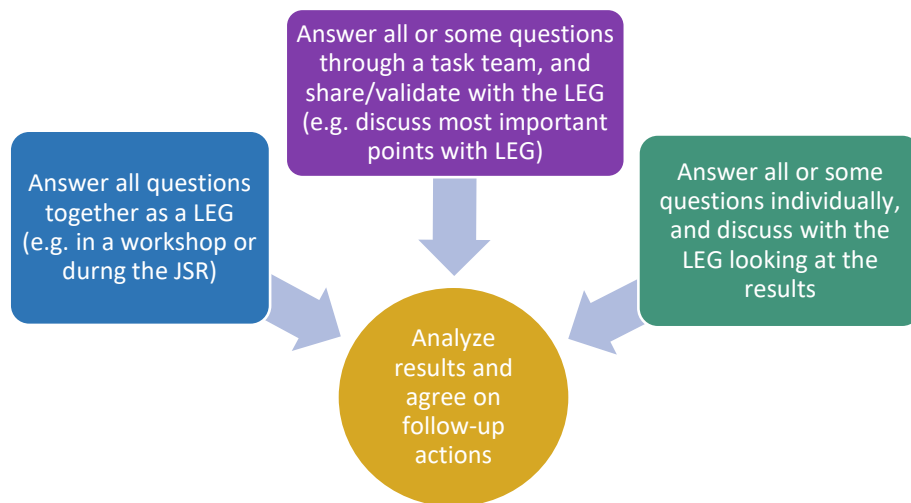 Answer all or some questions
through a task team, and
share/validate with the LEG
(e.g. discuss most important
points with LEG)
Answer all questions
together as a LEG
(e.g. in a workshop or
durng the JSR)
Answer all or some
questions individually,
and discuss with the
LEG looking at the
results
Analyze
results and
agree on
follow-up
actions